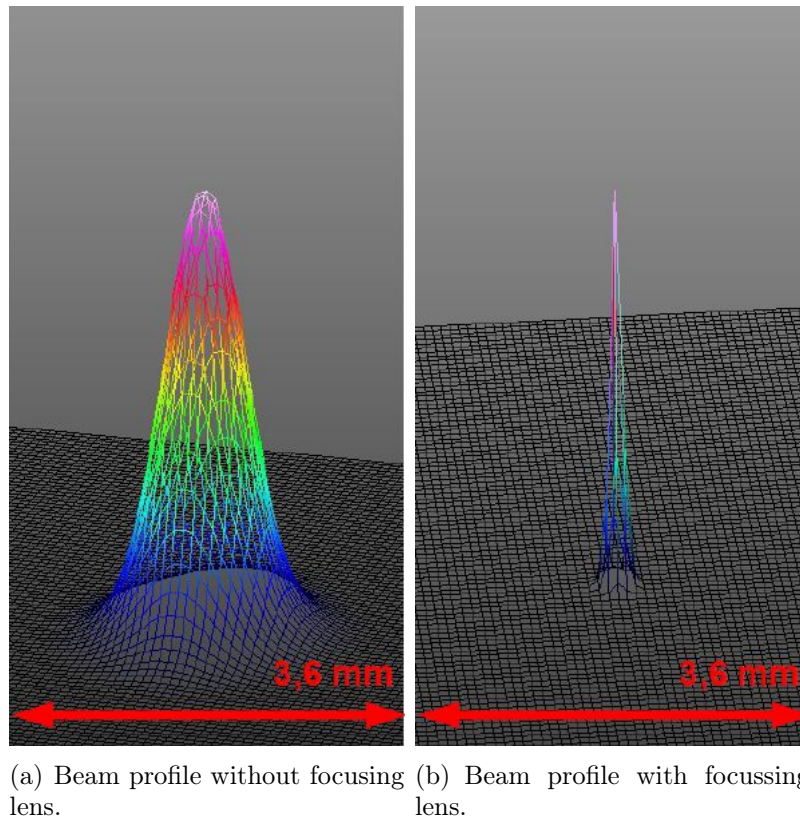 3,6 mm
3,6 mm
(a) Beam profile without focusing lens.
(b) Beam profile with focussing lens.